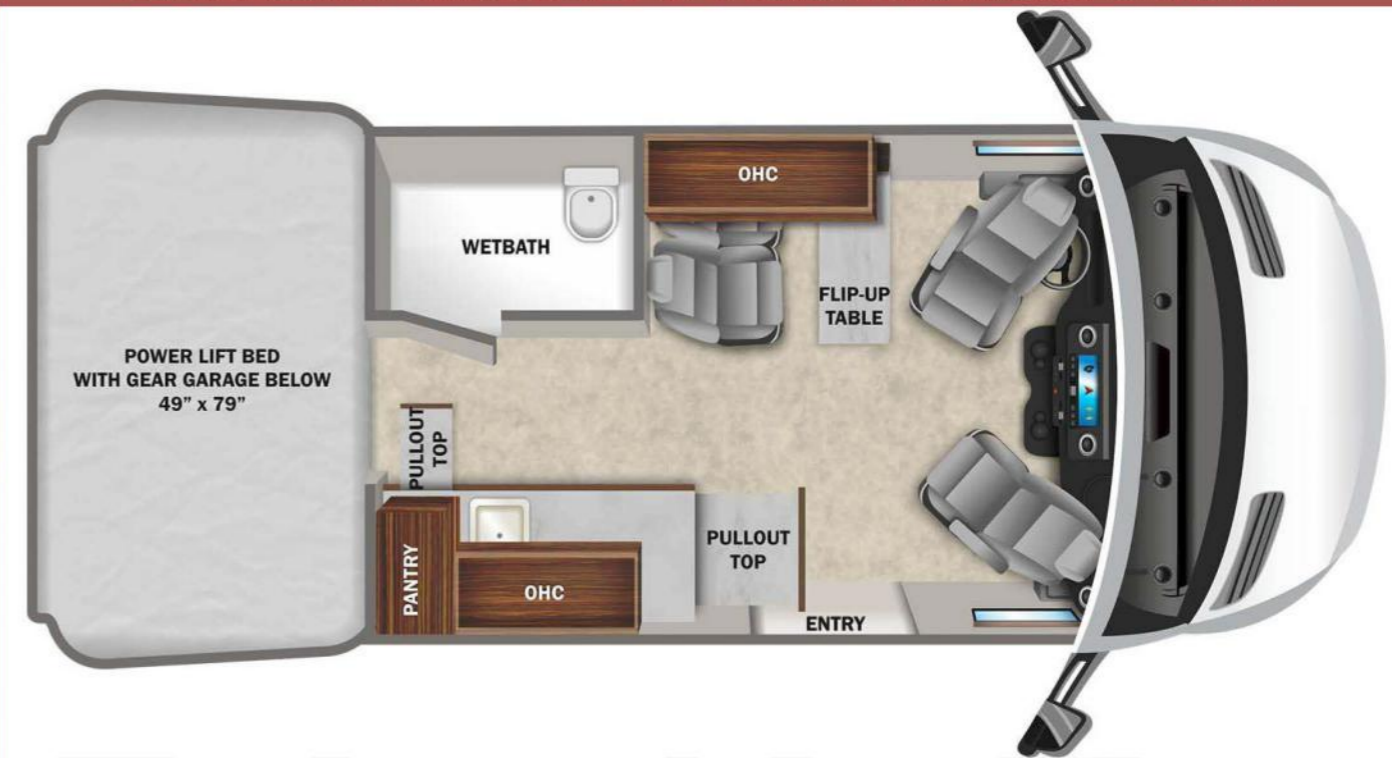 OHC
WETBATH
FLIP-UP
TABLE
POWER LIFT BED
WITH GEAR GARAGE BELOW
49” x 79”
PULLOUT
TOP
PULLOUT
TOP
PANTRY
OHC
ENTRY